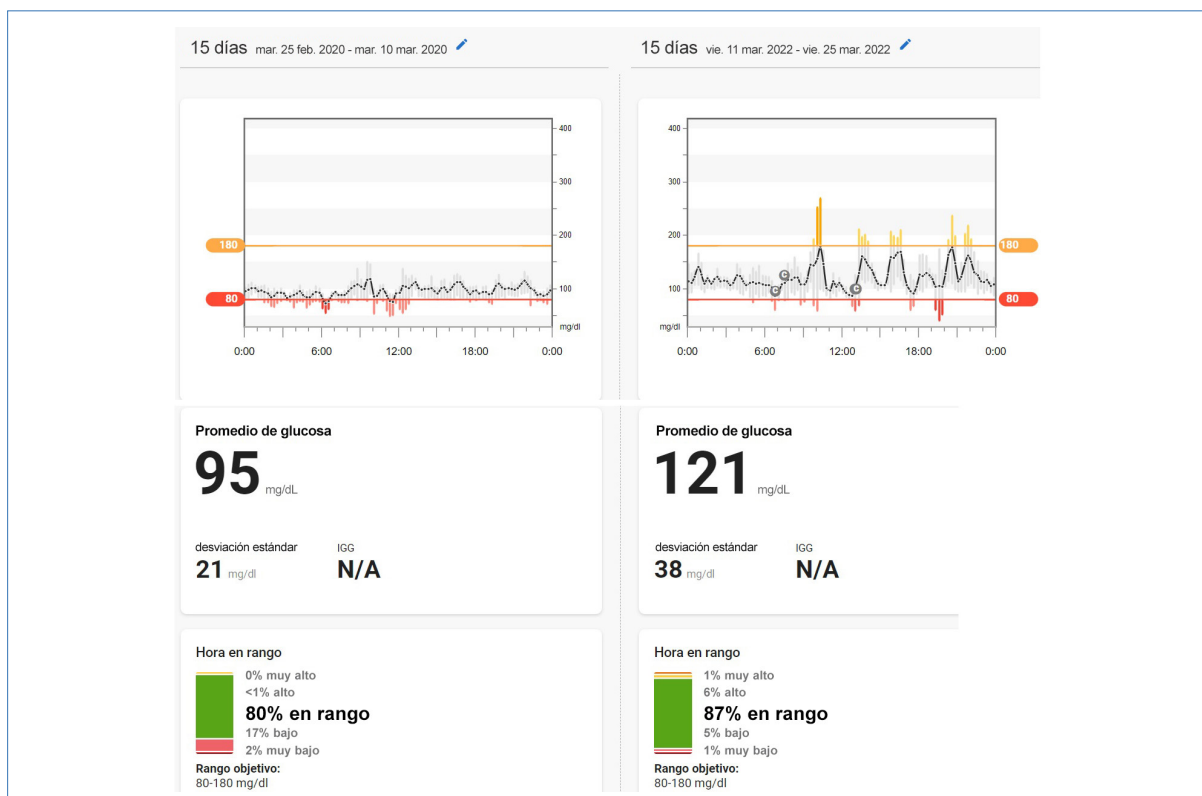 15 días mar. 25 feb. 2020 - mar. 10 mar. 2020
400
300
200
180
100
80
mg/dl
0:00 6:00 12:00 18:00 0:00
Promedio de glucosa
95 mg/dL
desviación estándar IGG
21 mg/dl N/A
Hora en rango
0% muy alto
<1% alto
80% en rango
17% bajo
2% muy bajo
Rango objetivo:
80-180 mg/dl
15 días vie. 11 mar. 2022 - vie. 25 mar. 2022
400
300
200
180
C
C
C
100
80
mg/dl
0:00 6:00 12:00 18:00 0:00
Promedio de glucosa
121 mg/dL
desviación estándar IGG
38 mg/dl N/A
Hora en rango
1% muy alto
6% alto
87% en rango
5% bajo
1% muy bajo
Rango objetivo:
80-180 mg/dl